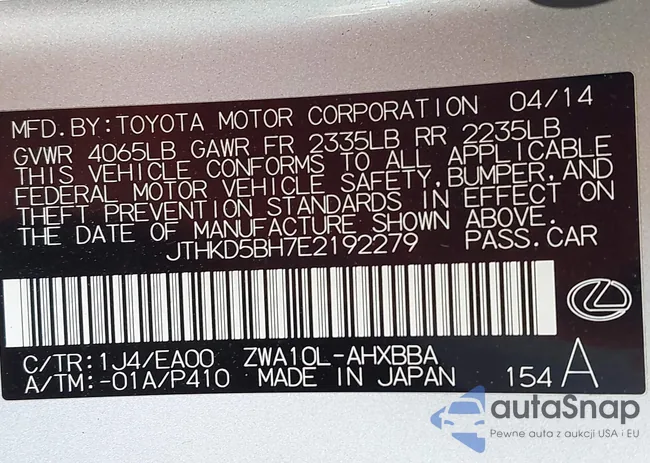 MFD. BY: TOYOTA MOTOR CORPORATION 04/14
GVWR 4065LB GAWR FR 2335LB RR 2235LB
THIS VEHICLE CONFORMS TO ALL APPLICABLE
FEDERAL MOTOR VEHICLE SAFETY, BUMPER, AND
THEFT PREVENTION STANDARDS IN EFFECT ON
THE DATE OF MANUFACTURE SHOWN ABOVE.
JTHKD5BH7E2192279 PASS. CAR
C/TR: 1J4/EA00 ZWA10L-AHXBBA
A/TM: -01A/P410 MADE IN JAPAN 154 A
autaSnap
Pewne auta z aukcji USA i EU